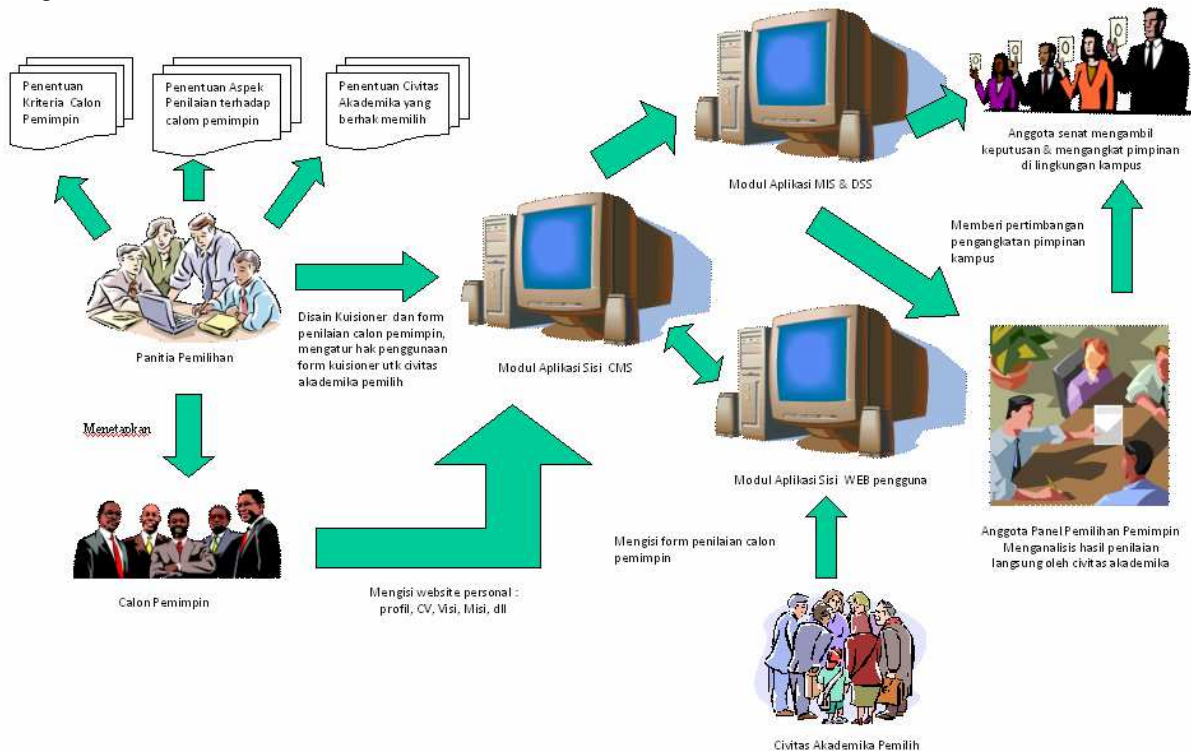 Penentuan
Kriteria Calon
Pemimpin
Penentuan Aspek
Penilaian terhadap
calom pemimpin
Penentuan Civitas
Akademika yang
berhak memilih
Panitia Pemilihan
Disain Kuisioner dan form
penilaian calon pemimpin,
mengatur hak penggunaan
form kuisioner utk civitas
akademika pemilih
Modul Aplikasi Sisi CMS
Modul Aplikasi MIS & DSS
Anggota senat mengambil
keputusan & mengangkat pimpinan
di lingkungan kampus
Memberi pertimbangan
pengangkatan pimpinan
kampus
Menetapkan
Calon Pemimpin
Mengisi website personal :
profil, CV, Visi, Misi, dll
Modul Aplikasi Sisi WEB pengguna
Mengisi form penilaian calon
pemimpin
Anggota Panel Pemilihan Pemimpin
Menganalisis hasil penilaian
langsung oleh civitas akademika
Civitas Akademika Pemilih